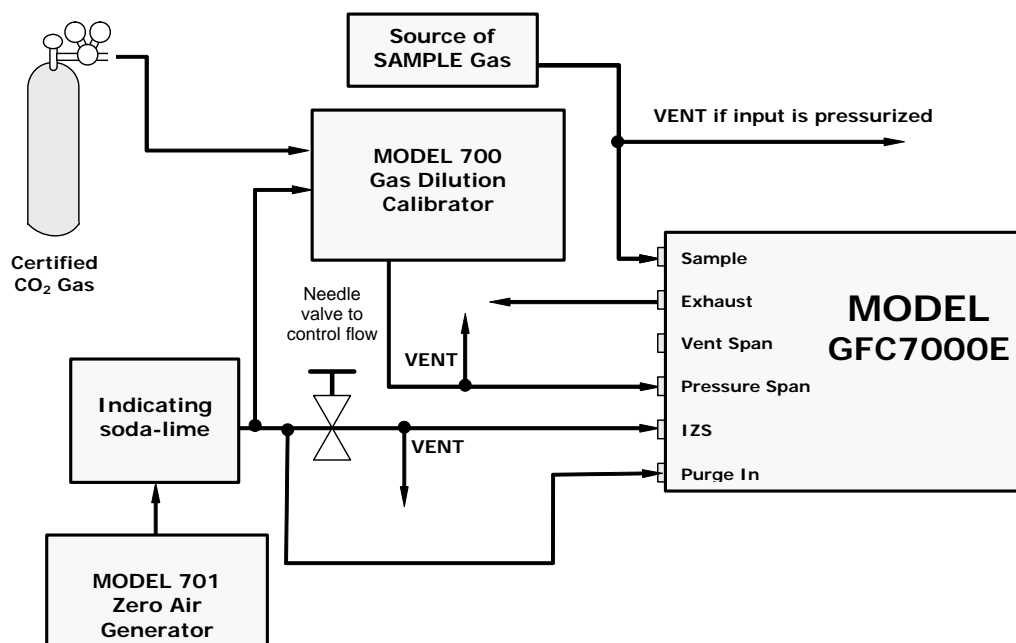 Source of
SAMPLE Gas
VENT if input is pressurized
MODEL 700
Gas Dilution
Calibrator
Certified
CO₂ Gas
Needle
valve to
control flow
VENT
Sample
Exhaust
Vent Span
Pressure Span
IZS
Purge In
MODEL
GFC7000E
Indicating
soda-lime
VENT
MODEL 701
Zero Air
Generator